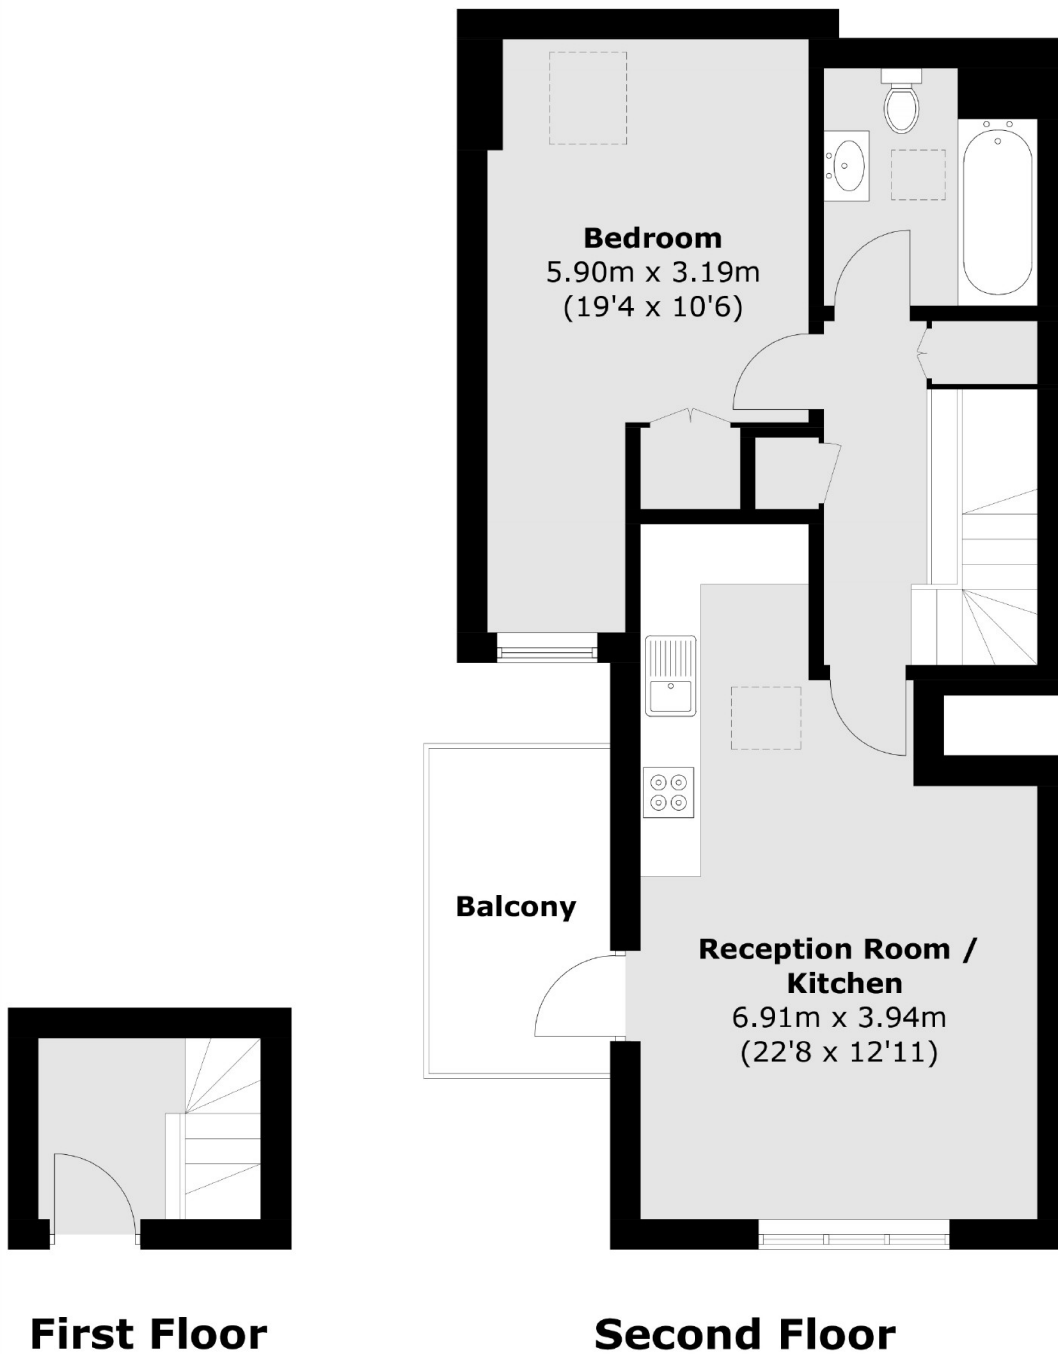 Bedroom
5.90m x 3.19m
(19'4 x 10'6)
Balcony
Reception Room /
Kitchen
6.91m x 3.94m
(22'8 x 12'11)
First Floor
Second Floor